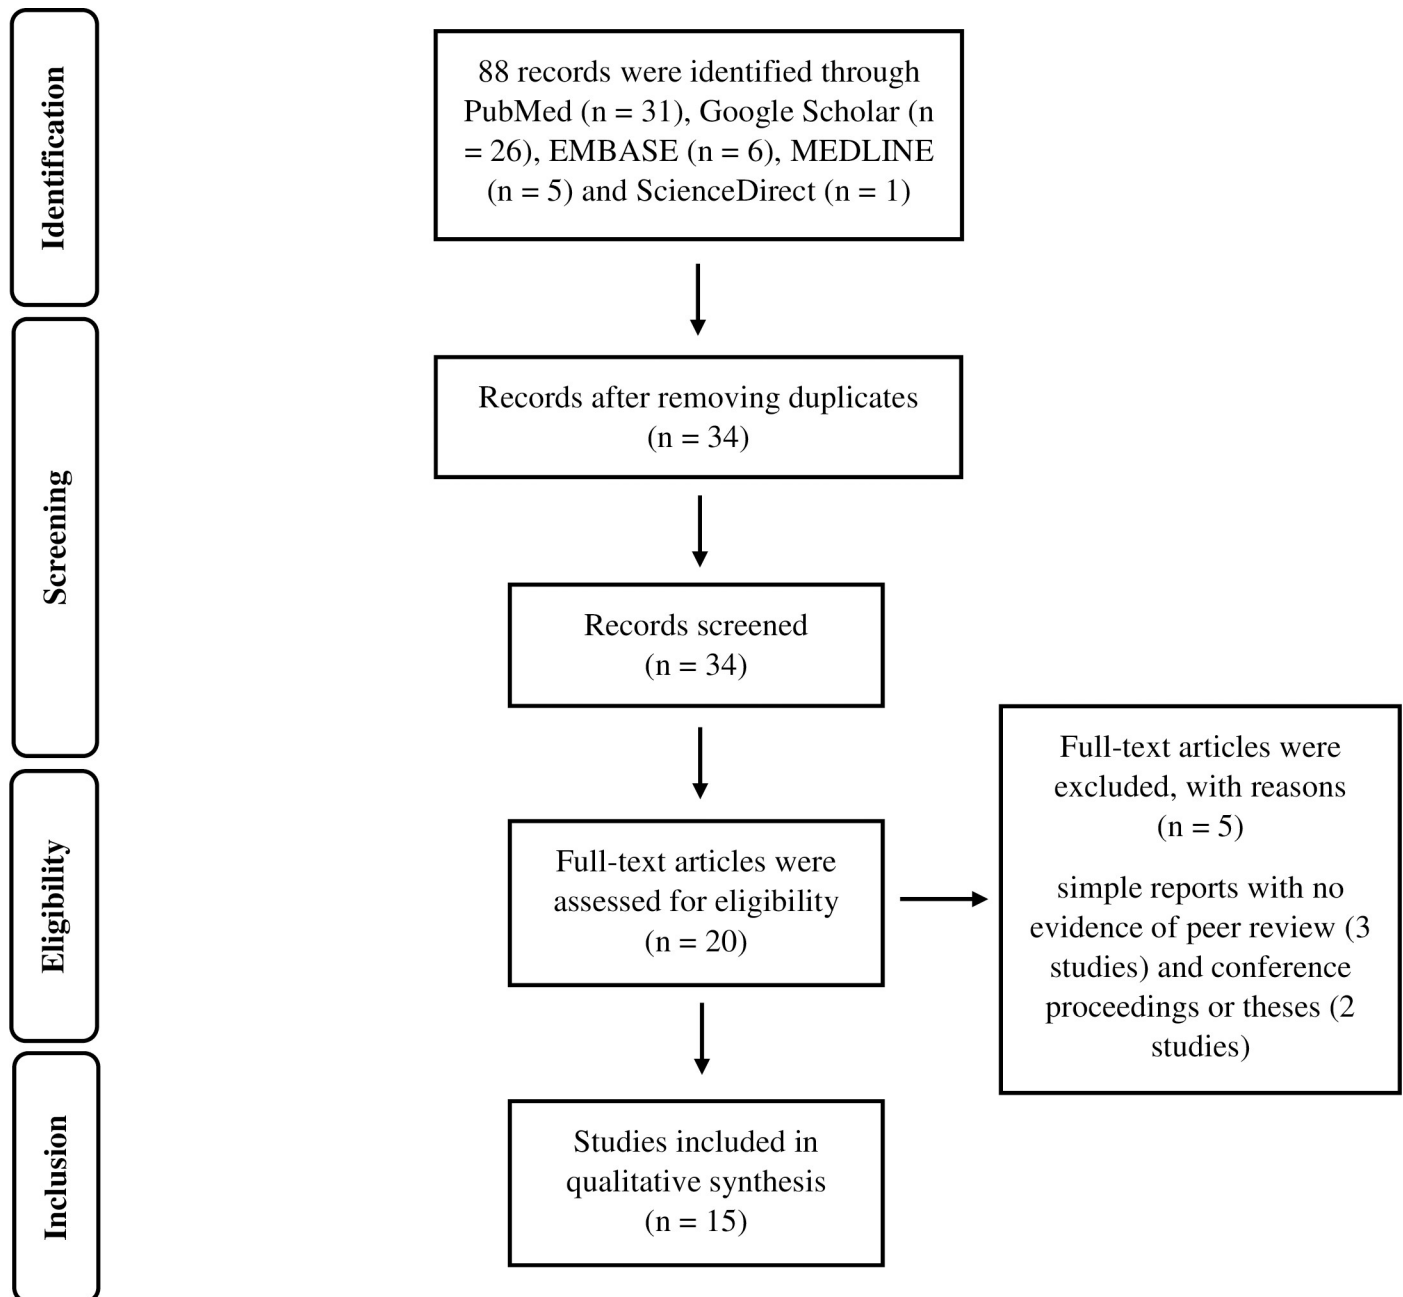 Identification
88 records were identified through
PubMed (n = 31), Google Scholar (n
= 26), EMBASE (n = 6), MEDLINE
(n = 5) and ScienceDirect (n = 1)
Screening
Records after removing duplicates
(n = 34)
Records screened
(n = 34)
Eligibility
Full-text articles were
assessed for eligibility
(n = 20)
Full-text articles were
excluded, with reasons
(n = 5)
simple reports with no
evidence of peer review (3
studies) and conference
proceedings or theses (2
studies)
Inclusion
Studies included in
qualitative synthesis
(n = 15)